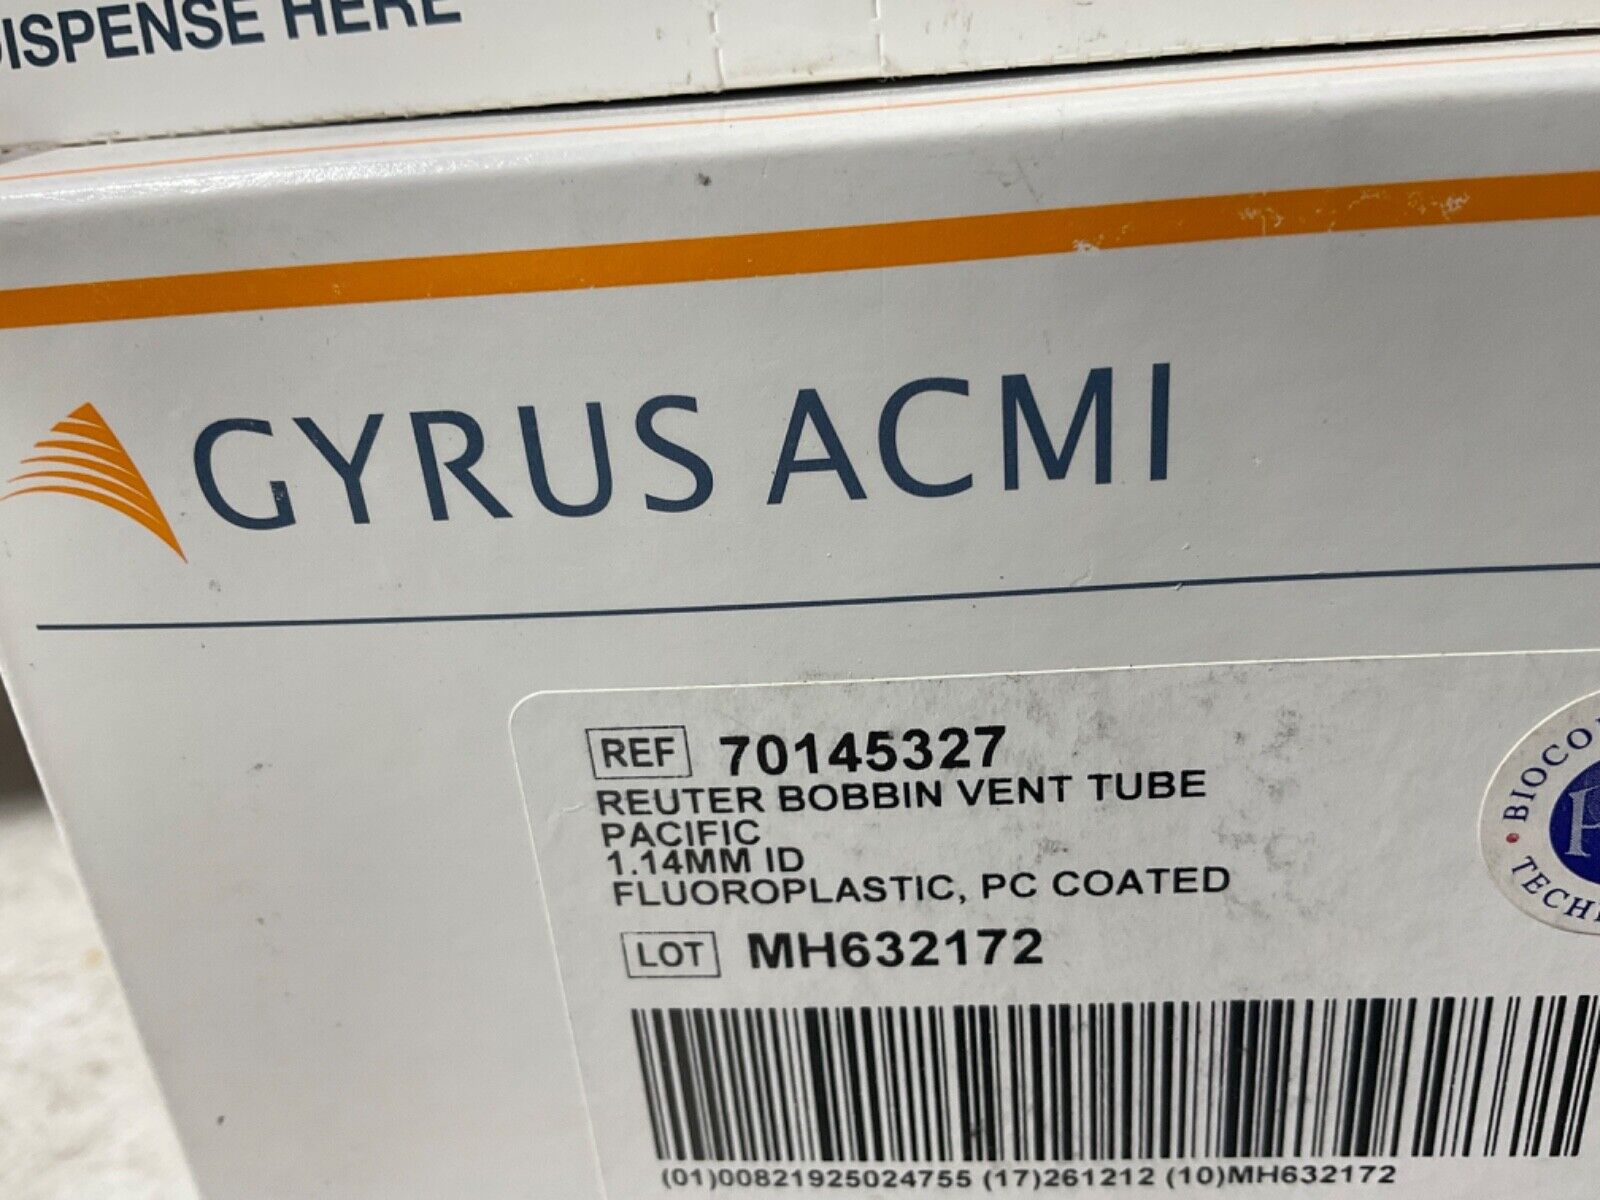 DISPENSE HERE
GYRUS ACMI
REF 70145327
REUTER BOBBIN VENT TUBE
PACIFIC
1.14MM ID
FLUOROPLASTIC, PC COATED
LOT MH632172
(01)00821925024755 (17)261212 (10)MH632172